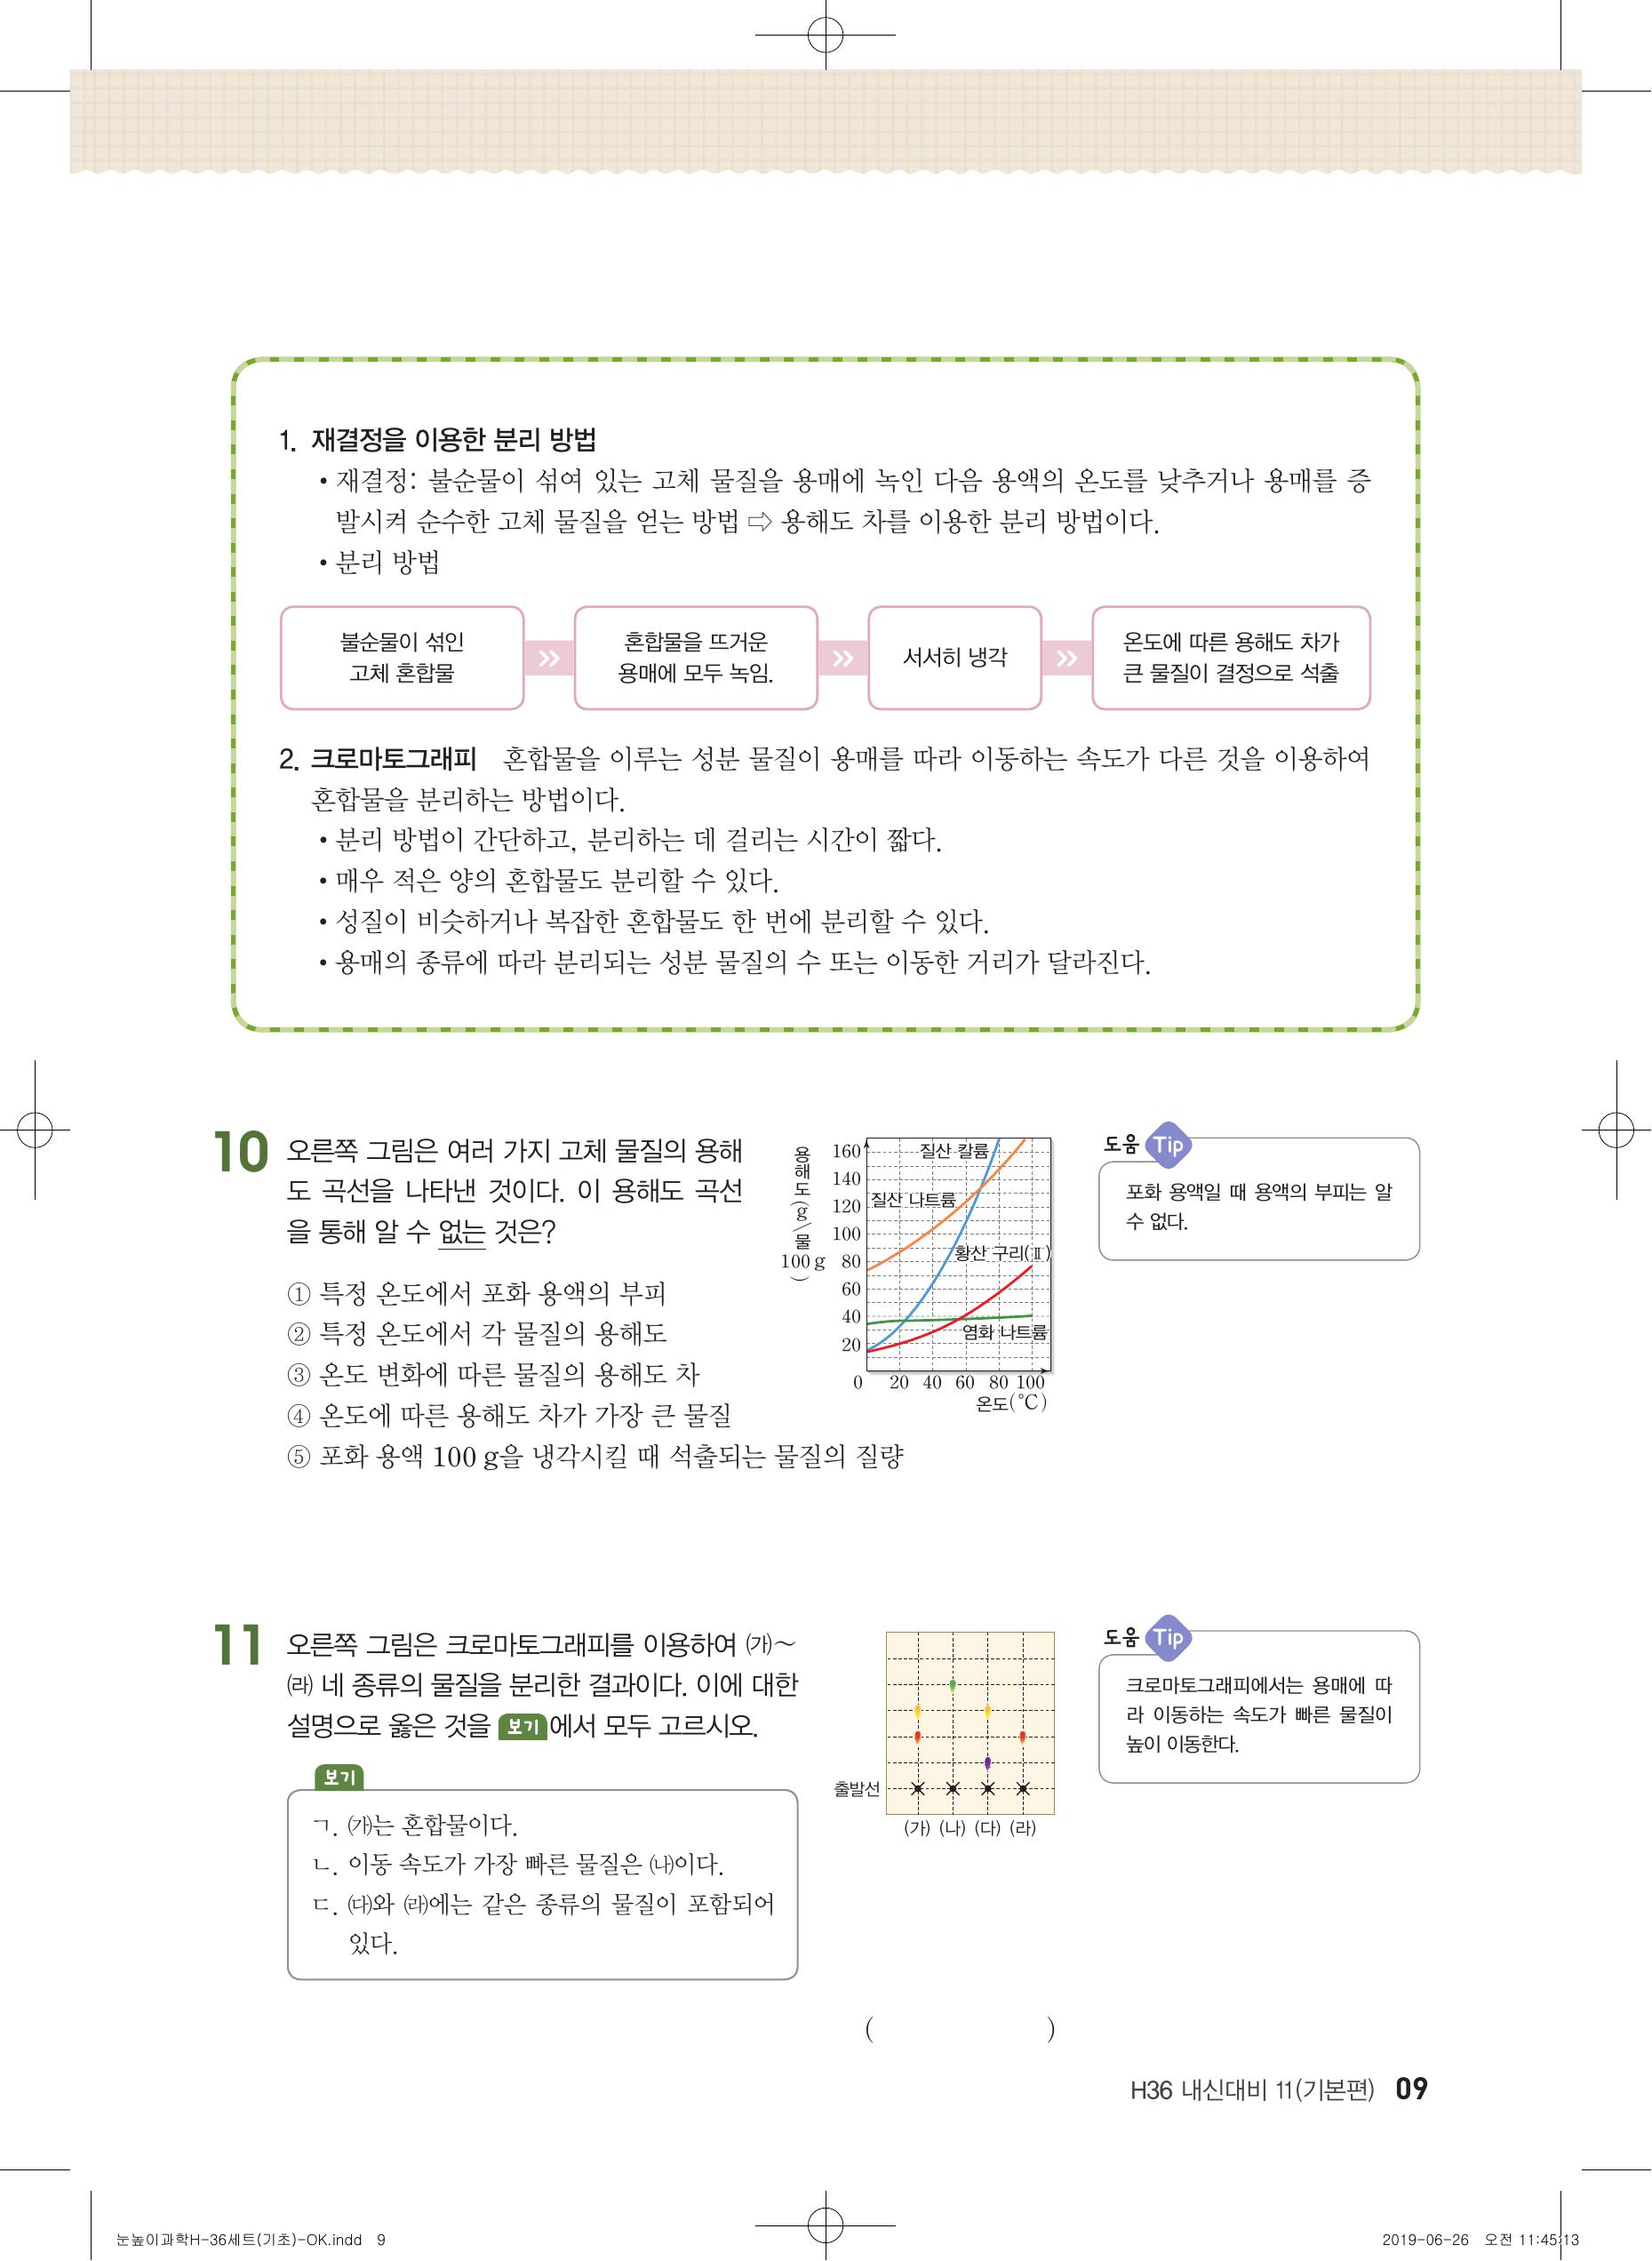 1. 재결정을 이용한 분리 방법
• 재결정: 불순물이 섞여 있는 고체 물질을 용매에 녹인 다음 용액의 온도를 낮추거나 용매를 증
발시켜 순수한 고체 물질을 얻는 방법 ⇨ 용해도 차를 이용한 분리 방법이다.
• 분리 방법
불순물이 섞인
고체 혼합물
혼합물을 뜨거운
용매에 모두 녹임.
서서히 냉각
온도에 따른 용해도 차가
큰 물질이 결정으로 석출
2. 크로마토그래피 혼합물을 이루는 성분 물질이 용매를 따라 이동하는 속도가 다른 것을 이용하여
혼합물을 분리하는 방법이다.
• 분리 방법이 간단하고, 분리하는 데 걸리는 시간이 짧다.
• 매우 적은 양의 혼합물도 분리할 수 있다.
• 성질이 비슷하거나 복잡한 혼합물도 한 번에 분리할 수 있다.
• 용매의 종류에 따라 분리되는 성분 물질의 수 또는 이동한 거리가 달라진다.
10 오른쪽 그림은 여러 가지 고체 물질의 용해
도 곡선을 나타낸 것이다. 이 용해도 곡선
을 통해 알 수 없는 것은?
① 특정 온도에서 포화 용액의 부피
② 특정 온도에서 각 물질의 용해도
③ 온도 변화에 따른 물질의 용해도 차
④ 온도에 따른 용해도 차가 가장 큰 물질
⑤ 포화 용액 100 g을 냉각시킬 때 석출되는 물질의 질량
용해도(g/물 100 g)
160
140
120
100
80
60
40
20
0 20 40 60 80 100
온도(℃)
질산 칼륨
질산 나트륨
황산 구리(Ⅱ)
염화 나트륨
도움 Tip
포화 용액일 때 용액의 부피는 알
수 없다.
11 오른쪽 그림은 크로마토그래피를 이용하여 ㈎~
㈑ 네 종류의 물질을 분리한 결과이다. 이에 대한
설명으로 옳은 것을 보기 에서 모두 고르시오.
보기
ㄱ. ㈎는 혼합물이다.
ㄴ. 이동 속도가 가장 빠른 물질은 ㈏이다.
ㄷ. ㈐와 ㈑에는 같은 종류의 물질이 포함되어
있다.
출발선
(가) (나) (다) (라)
도움 Tip
크로마토그래피에서는 용매에 따
라 이동하는 속도가 빠른 물질이
높이 이동한다.
( )
H36 내신대비 11(기본편) 09
눈높이과학H-36세트(기초)-OK.indd 9
2019-06-26 오전 11:45:13